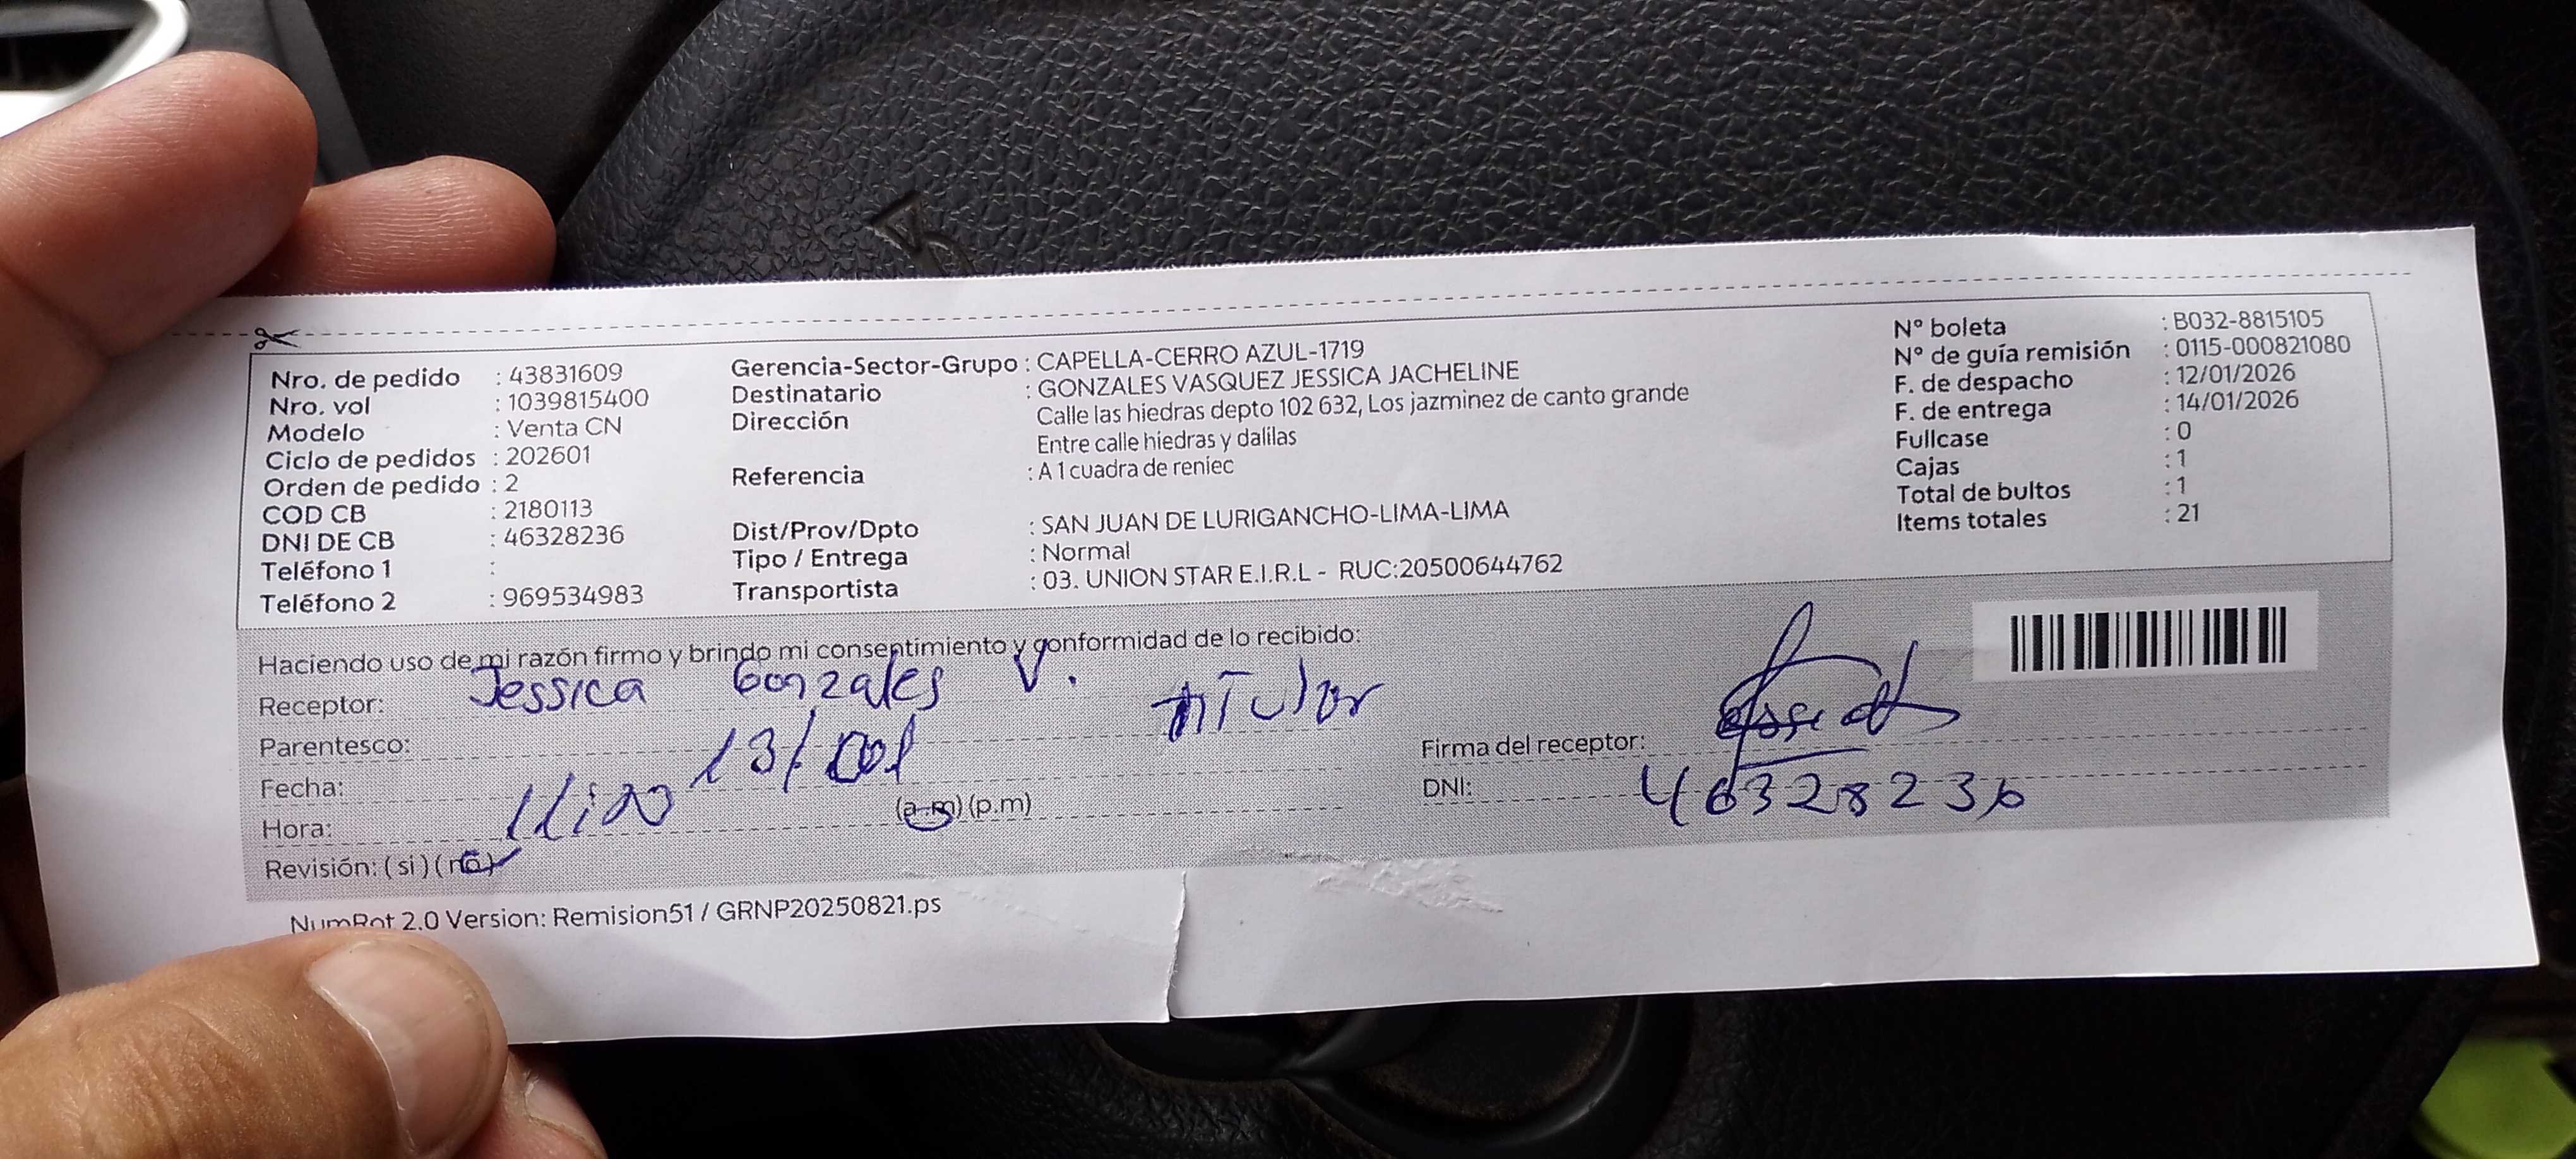 Nro. de pedido : 43831609
Nro. vol : 1039815400
Modelo : Venta CN
Ciclo de pedidos : 202601
Orden de pedido : 2
COD CB : 2180113
DNI DE CB : 46328236
Teléfono 1 :
Teléfono 2 : 969534983
Gerencia-Sector-Grupo : CAPELLA-CERRO AZUL-1719
Destinatario : GONZALES VASQUEZ JESSICA JACHELINE
Dirección Calle las hiedras depto 102 632, Los jazminez de canto grande
Entre calle hiedras y dalilas
Referencia : A 1 cuadra de reniec
Dist/Prov/Dpto : SAN JUAN DE LURIGANCHO-LIMA-LIMA
Tipo / Entrega : Normal
Transportista : 03. UNION STAR E.I.R.L - RUC:20500644762
N° boleta : B032-8815105
N° de guía remisión : 0115-000821080
F. de despacho : 12/01/2026
F. de entrega : 14/01/2026
Fullcase : 0
Cajas : 1
Total de bultos : 1
Items totales : 21
Haciendo uso de mi razón firmo y brindo mi consentimiento y conformidad de lo recibido:
Receptor: Jessica Gonzales V.
Parentesco: TiTular
Fecha: 13/01
Hora: 11:00 (a.m) (p.m)
Revisión: (si) (no)
Firma del receptor:
DNI: 46328236
NumRot 2.0 Version: Remision51 / GRNP20250821.ps